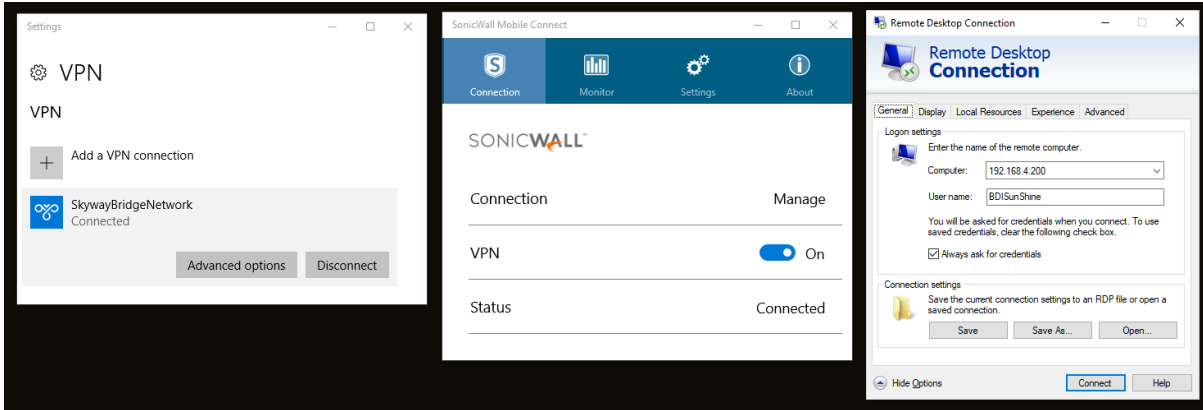 Settings
VPN
VPN
Add a VPN connection
SkywayBridgeNetwork
Connected
Advanced options Disconnect
SonicWall Mobile Connect
Connection Monitor Settings About
SONICWALL
Connection Manage
VPN On
Status Connected
Remote Desktop Connection
Remote Desktop
Connection
General Display Local Resources Experience Advanced
Logon settings
Enter the name of the remote computer.
Computer: 192.168.4.200
User name: BDISunShine
You will be asked for credentials when you connect. To use
saved credentials, clear the following check box.
Always ask for credentials
Connection settings
Save the current connection settings to an RDP file or open a
saved connection.
Save Save As... Open...
Hide Options Connect Help